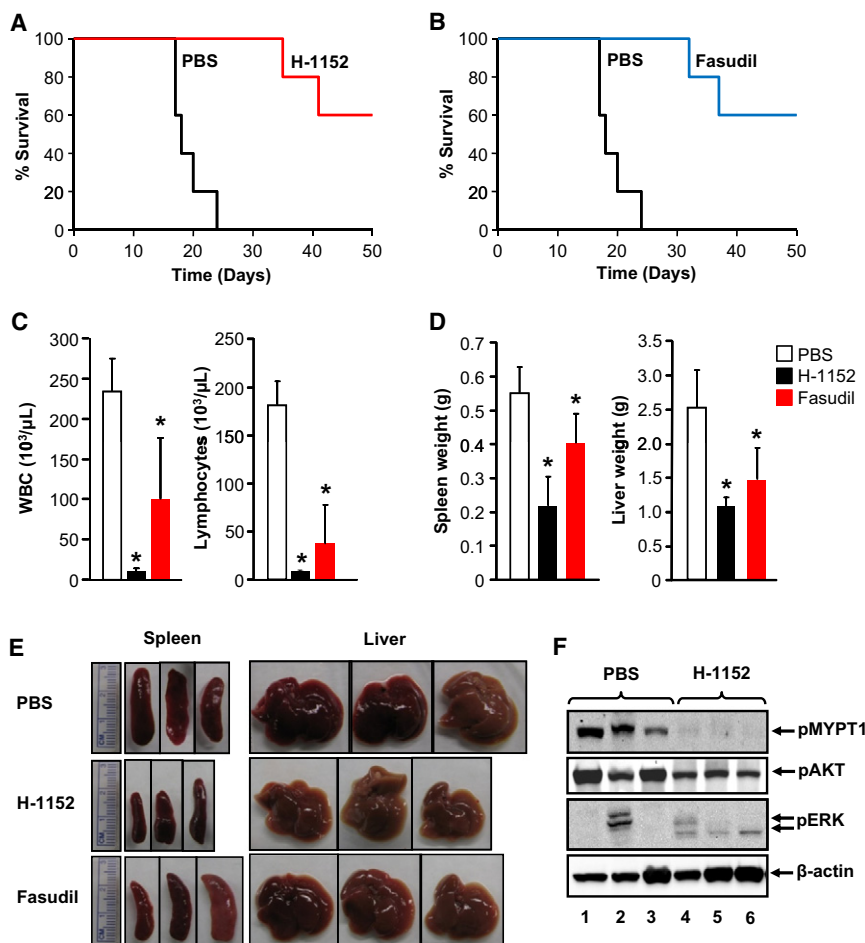 A
100
80
60
40
20
0
% Survival
PBS
H-1152
0 10 20 30 40 50
Time (Days)
B
100
80
60
40
20
0
% Survival
PBS
Fasudil
0 10 20 30 40 50
Time (Days)
C
300
250
200
150
100
50
0
WBC (10³/µL)
*
*
250
200
150
100
50
0
Lymphocytes (10³/µL)
*
*
D
0.7
0.6
0.5
0.4
0.3
0.2
0.1
0
Spleen weight (g)
*
*
3.5
3.0
2.5
2.0
1.5
1.0
0.5
0.0
Liver weight (g)
*
*
PBS
H-1152
Fasudil
E
Spleen Liver
PBS
CM
H-1152
CM
Fasudil
CM
F
PBS H-1152
pMYPT1
pAKT
pERK
β-actin
1 2 3 4 5 6